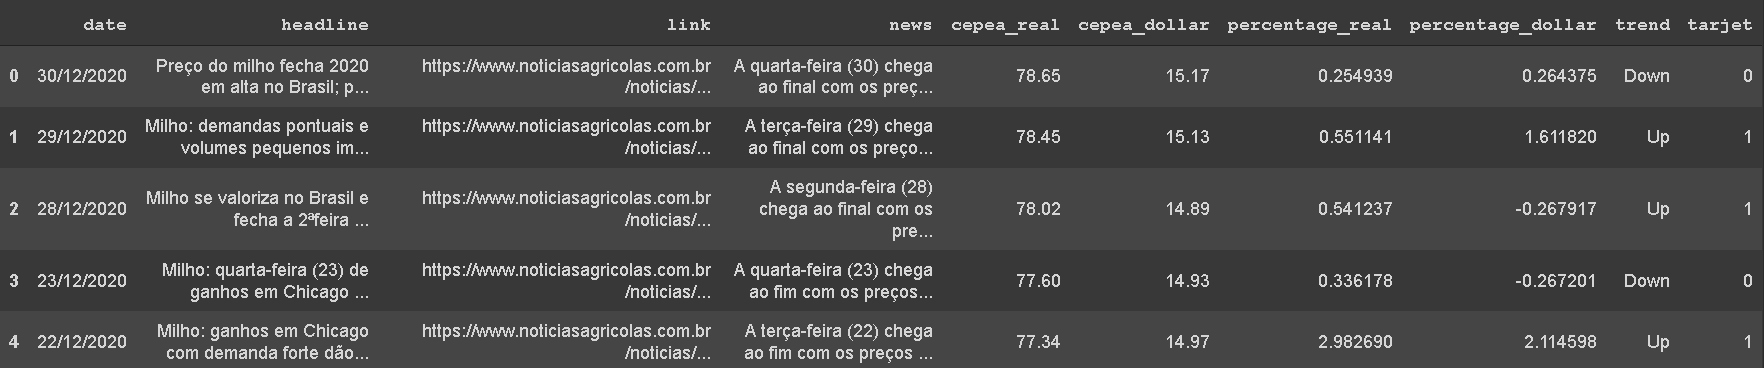 date headline link news cepea_real cepea_dollar percentage_real percentage_dollar trend tarjet
0 30/12/2020 Preço do milho fecha 2020 em alta no Brasil; p... https://www.noticiasagricolas.com.br/noticias/... A quarta-feira (30) chega ao final com os preç... 78.65 15.17 0.254939 0.264375 Down 0
1 29/12/2020 Milho: demandas pontuais e volumes pequenos im... https://www.noticiasagricolas.com.br/noticias/... A terça-feira (29) chega ao final com os preço... 78.45 15.13 0.551141 1.611820 Up 1
2 28/12/2020 Milho se valoriza no Brasil e fecha a 2ªfeira ... https://www.noticiasagricolas.com.br/noticias/... A segunda-feira (28) chega ao final com os pre... 78.02 14.89 0.541237 -0.267917 Up 1
3 23/12/2020 Milho: quarta-feira (23) de ganhos em Chicago ... https://www.noticiasagricolas.com.br/noticias/... A quarta-feira (23) chega ao fim com os preços... 77.60 14.93 0.336178 -0.267201 Down 0
4 22/12/2020 Milho: ganhos em Chicago com demanda forte dão... https://www.noticiasagricolas.com.br/noticias/... A terça-feira (22) chega ao fim com os preços ... 77.34 14.97 2.982690 2.114598 Up 1